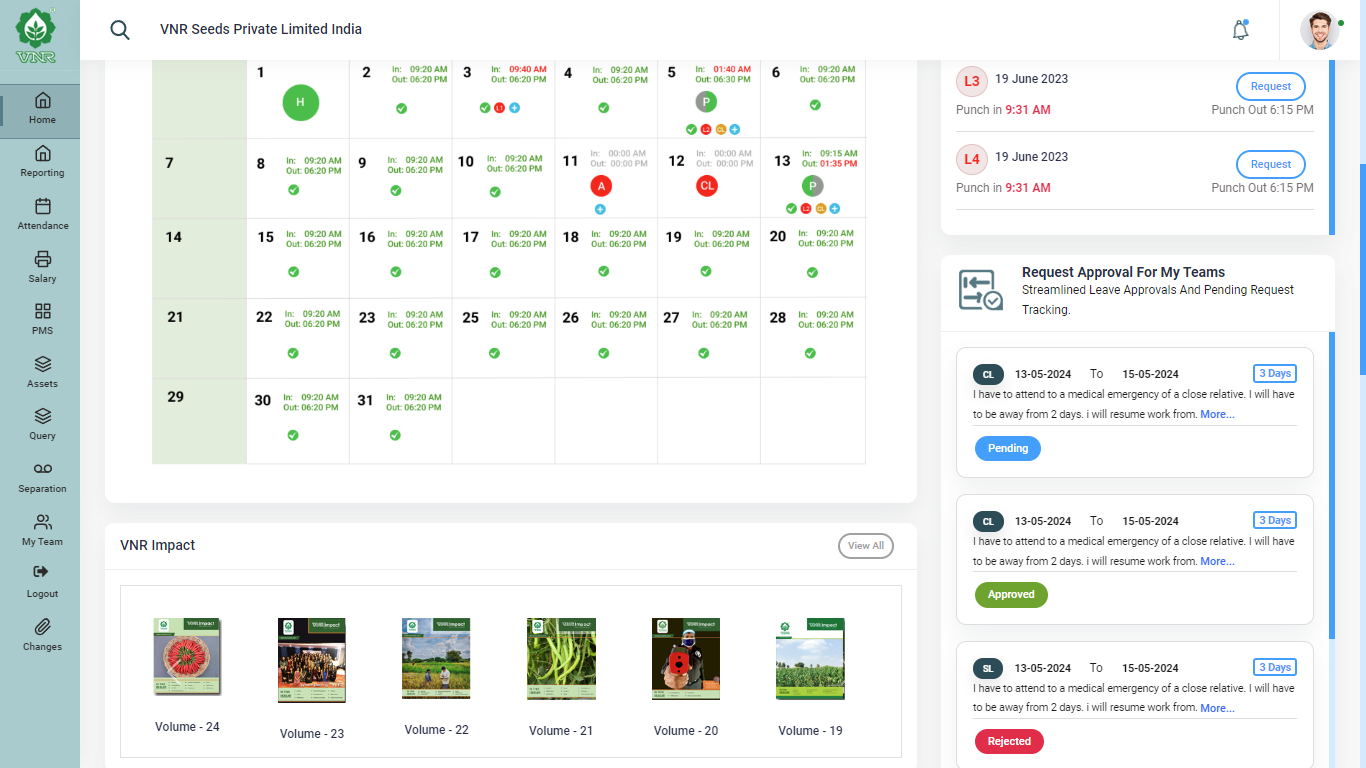 VNR
Home
Reporting
Attendance
Salary
PMS
Assets
Query
Separation
My Team
Logout
Changes
VNR Seeds Private Limited India
1
H
2 In: 09:20 AM
Out: 06:20 PM
3 In: 09:40 AM
Out: 06:20 PM
L1
4 In: 09:20 AM
Out: 06:20 PM
5 In: 01:40 AM
Out: 06:30 PM
P
L2 CL
6 In: 09:20 AM
Out: 06:20 PM
7
8 In: 09:20 AM
Out: 06:20 PM
9 In: 09:20 AM
Out: 06:20 PM
10 In: 09:20 AM
Out: 06:20 PM
11 In: 00:00 AM
Out: 00:00 PM
A
12 In: 00:00 AM
Out: 00:00 PM
CL
13 In: 09:15 AM
Out: 01:35 PM
P
L2 CL
14
15 In: 09:20 AM
Out: 06:20 PM
16 In: 09:20 AM
Out: 06:20 PM
17 In: 09:20 AM
Out: 06:20 PM
18 In: 09:20 AM
Out: 06:20 PM
19 In: 09:20 AM
Out: 06:20 PM
20 In: 09:20 AM
Out: 06:20 PM
21
22 In: 09:20 AM
Out: 06:20 PM
23 In: 09:20 AM
Out: 06:20 PM
25 In: 09:20 AM
Out: 06:20 PM
26 In: 09:20 AM
Out: 06:20 PM
27 In: 09:20 AM
Out: 06:20 PM
28 In: 09:20 AM
Out: 06:20 PM
29
30 In: 09:20 AM
Out: 06:20 PM
31 In: 09:20 AM
Out: 06:20 PM
VNR Impact
View All
Volume - 24
Volume - 23
Volume - 22
Volume - 21
Volume - 20
Volume - 19
L3 19 June 2023
Request
Punch in 9:31 AM Punch Out 6:15 PM
L4 19 June 2023
Request
Punch in 9:31 AM Punch Out 6:15 PM
Request Approval For My Teams
Streamlined Leave Approvals And Pending Request
Tracking.
CL 13-05-2024 To 15-05-2024 3 Days
I have to attend to a medical emergency of a close relative. I will have
to be away from 2 days. i will resume work from. More...
Pending
CL 13-05-2024 To 15-05-2024 3 Days
I have to attend to a medical emergency of a close relative. I will have
to be away from 2 days. i will resume work from. More...
Approved
SL 13-05-2024 To 15-05-2024 3 Days
I have to attend to a medical emergency of a close relative. I will have
to be away from 2 days. i will resume work from. More...
Rejected